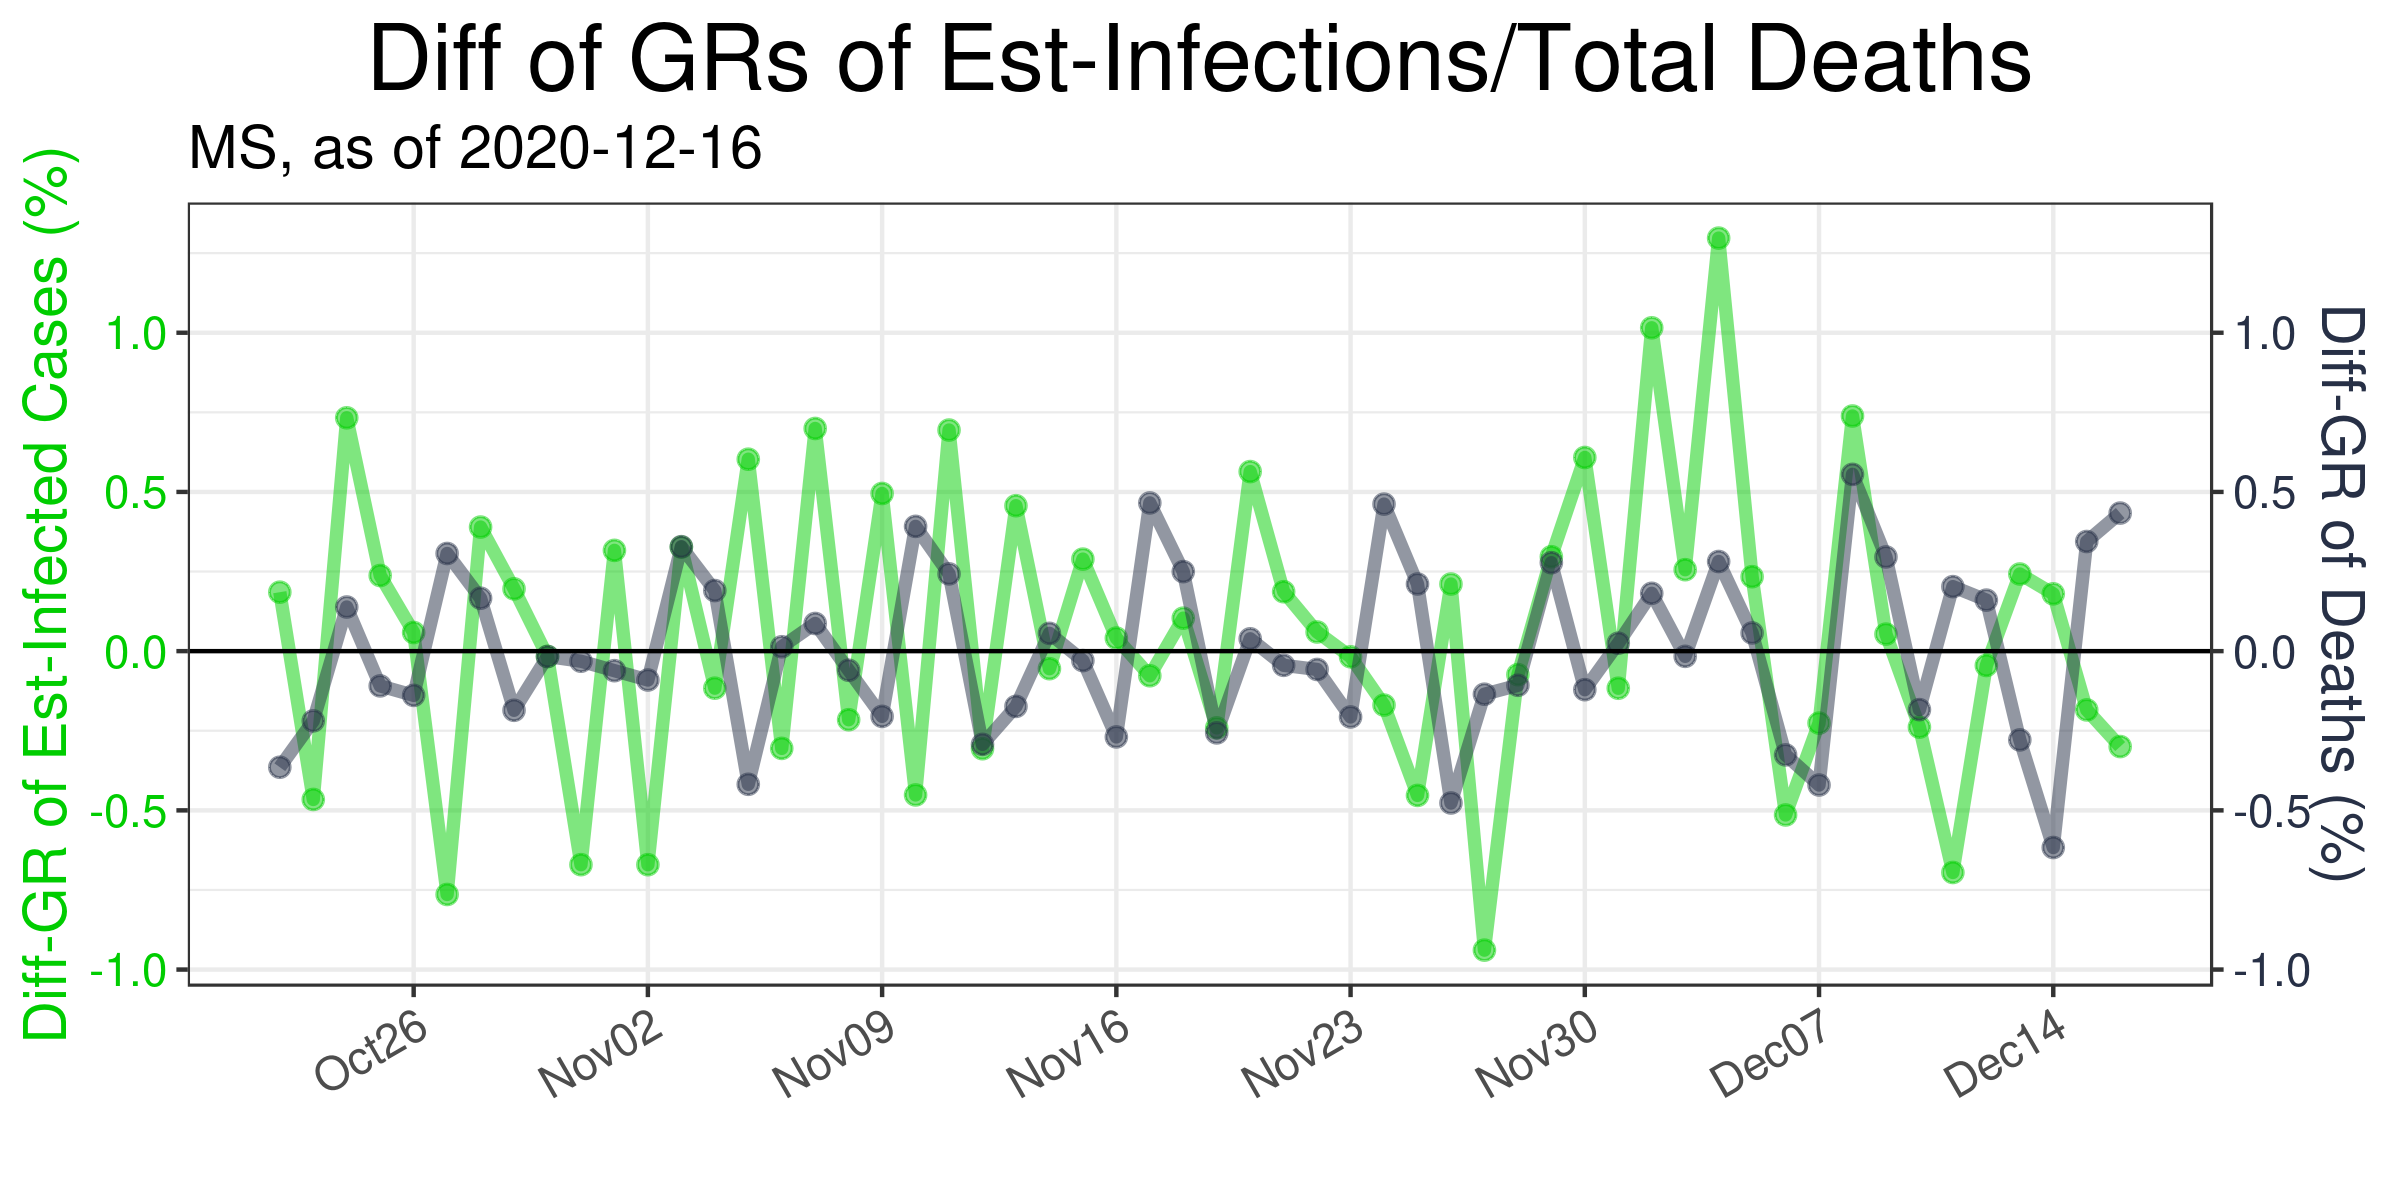 Diff of GRs of Est-Infections/Total Deaths
MS, as of 2020-12-16
Diff-GR of Est-Infected Cases (%)
1.0
0.5
0.0
-0.5
-1.0
1.0
0.5
0.0
-0.5
-1.0
Diff-GR of Deaths (%)
Oct26
Nov02
Nov09
Nov16
Nov23
Nov30
Dec07
Dec14